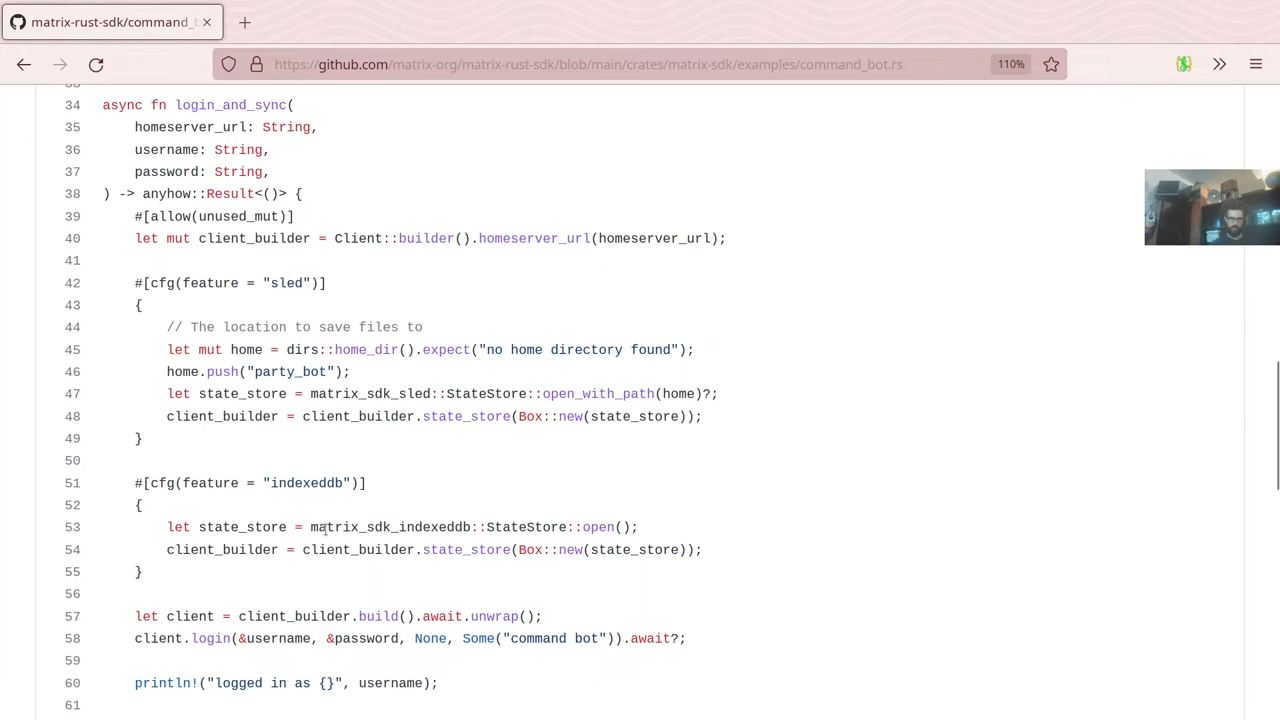 matrix-rust-sdk/command_b
https://github.com/matrix-org/matrix-rust-sdk/blob/main/crates/matrix-sdk/examples/command_bot.rs
110%
33
34 async fn login_and_sync(
35 homeserver_url: String,
36 username: String,
37 password: String,
38 ) -> anyhow::Result<()> {
39 #[allow(unused_mut)]
40 let mut client_builder = Client::builder().homeserver_url(homeserver_url);
41
42 #[cfg(feature = "sled")]
43 {
44 // The location to save files to
45 let mut home = dirs::home_dir().expect("no home directory found");
46 home.push("party_bot");
47 let state_store = matrix_sdk_sled::StateStore::open_with_path(home)?;
48 client_builder = client_builder.state_store(Box::new(state_store));
49 }
50
51 #[cfg(feature = "indexeddb")]
52 {
53 let state_store = matrix_sdk_indexeddb::StateStore::open();
54 client_builder = client_builder.state_store(Box::new(state_store));
55 }
56
57 let client = client_builder.build().await.unwrap();
58 client.login(&username, &password, None, Some("command bot")).await?;
59
60 println!("logged in as {}", username);
61